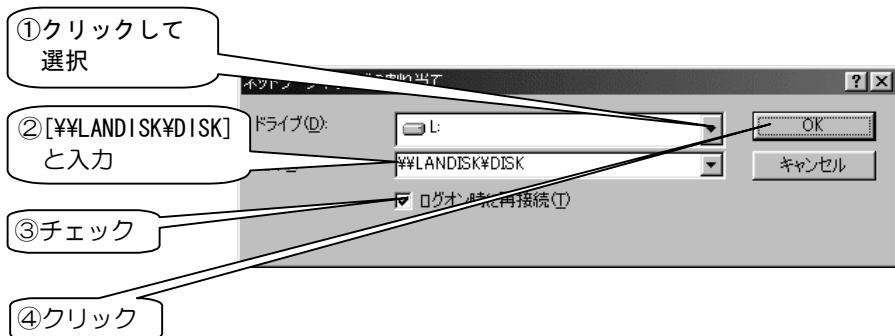 ①クリックして
選択
②[¥¥LANDISK¥DISK]
と入力
③チェック
④クリック
ドライブ(D):
L:
OK
¥¥LANDISK¥DISK
キャンセル
ログオン時に再接続(T)